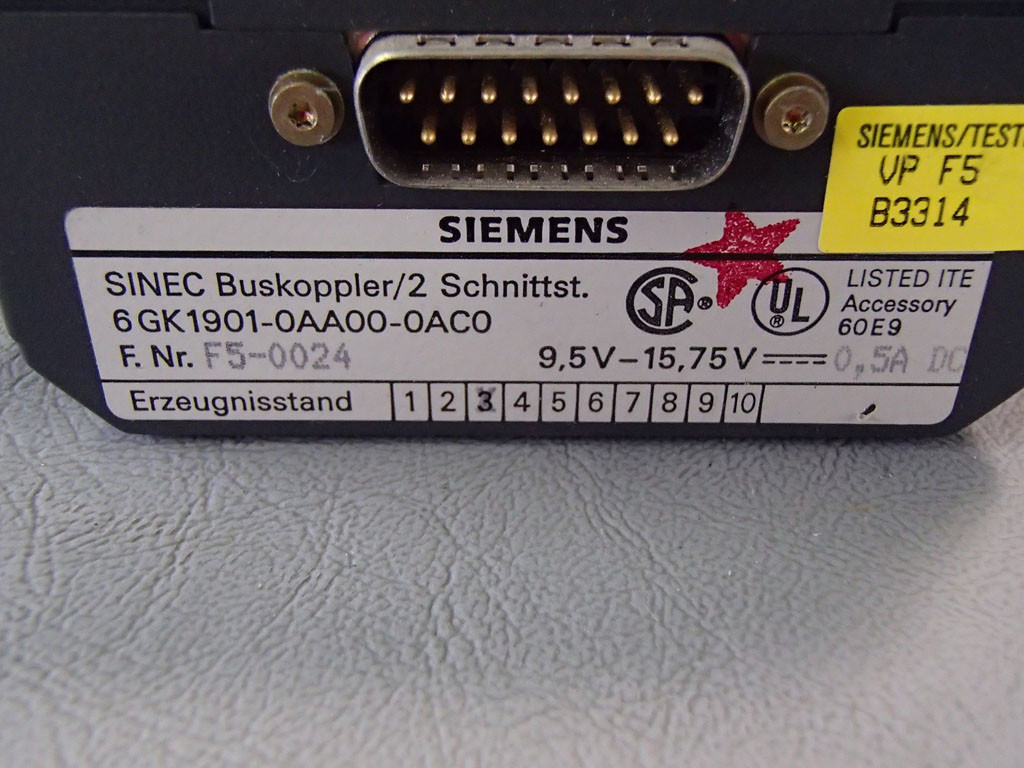 SIEMENS/TEST
VP F5
B3314
SIEMENS
SINEC Buskoppler/2 Schnittst.
6GK1901-0AA00-0AC0
F. Nr. F5-0024
9,5V-15,75V 0,5A DC
SA ®
UL ®
LISTED ITE
Accessory
60E9
Erzeugnisstand 1 2 3 4 5 6 7 8 9 10